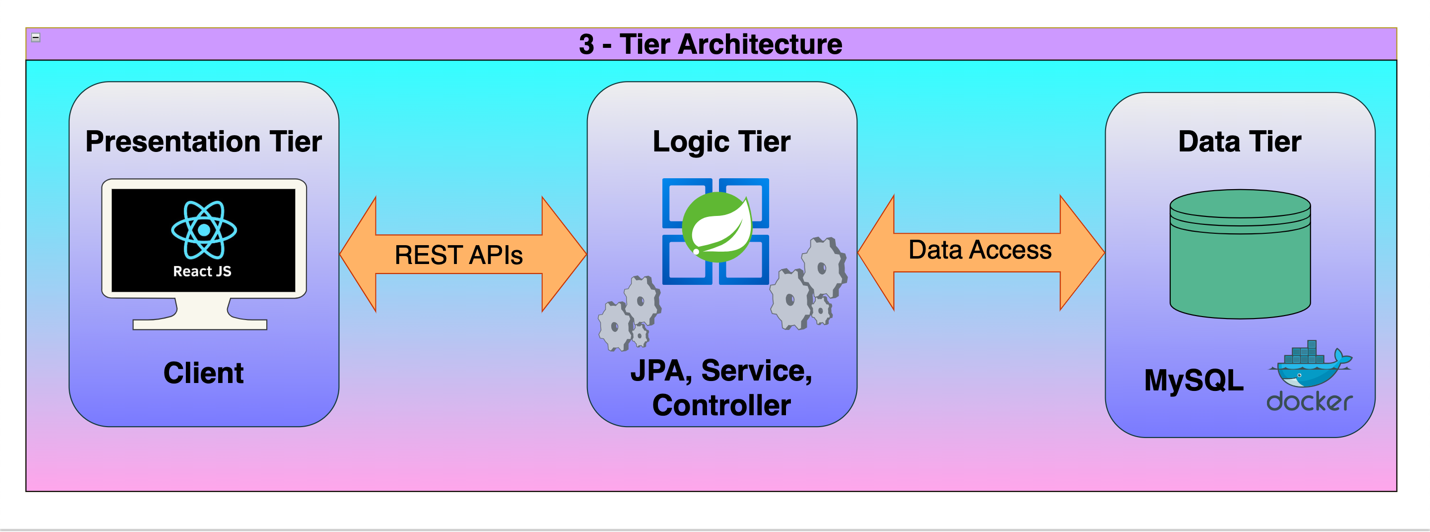 3 - Tier Architecture
Presentation Tier
React JS
Client
REST APIs
Logic Tier
JPA, Service,
Controller
Data Access
Data Tier
MySQL
docker